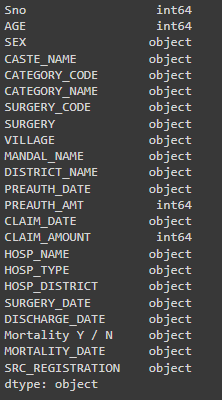 Sno int64
AGE int64
SEX object
CASTE_NAME object
CATEGORY_CODE object
CATEGORY_NAME object
SURGERY_CODE object
SURGERY object
VILLAGE object
MANDAL_NAME object
DISTRICT_NAME object
PREAUTH_DATE object
PREAUTH_AMT int64
CLAIM_DATE object
CLAIM_AMOUNT int64
HOSP_NAME object
HOSP_TYPE object
HOSP_DISTRICT object
SURGERY_DATE object
DISCHARGE_DATE object
Mortality Y / N object
MORTALITY_DATE object
SRC_REGISTRATION object
dtype: object